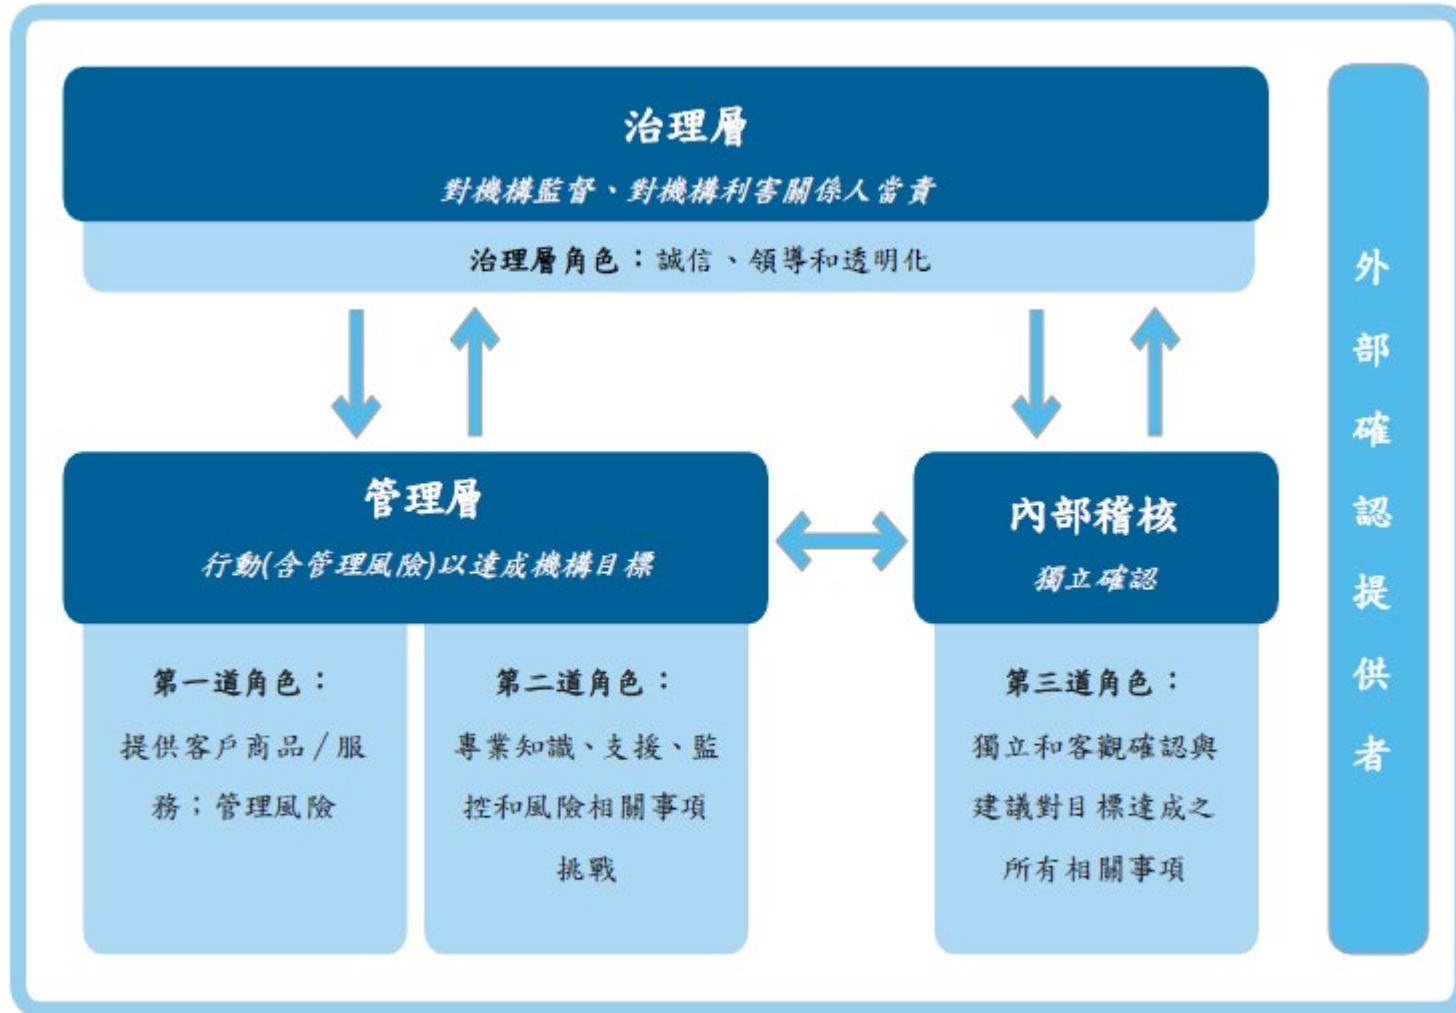 治理層
對機構監督、對機構利害關係人當責
治理層角色：誠信、領導和透明化
管理層
行動(含管理風險)以達成機構目標
第一道角色：
提供客戶商品／服
務；管理風險
第二道角色：
專業知識、支援、監
控和風險相關事項
挑戰
內部稽核
獨立確認
第三道角色：
獨立和客觀確認與
建議對目標達成之
所有相關事項
外部確認提供者